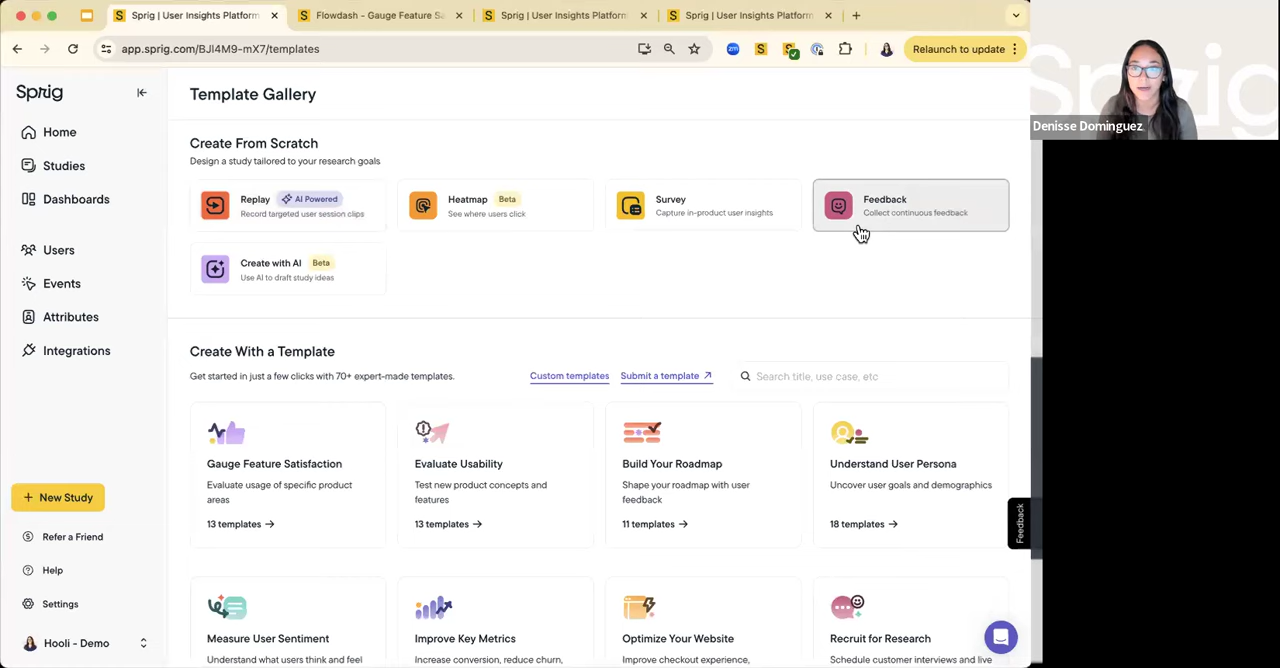 Sprig | User Insights Platform
Flowdash - Gauge Feature Sa
Sprig | User Insights Platform
Sprig | User Insights Platform
app.sprig.com/BJl4M9-mX7/templates
zm
Relaunch to update
Sprig
Denisse Dominguez
Sprig
Home
Studies
Dashboards
Users
Events
Attributes
Integrations
+ New Study
Refer a Friend
Help
Settings
Hooli - Demo
Template Gallery
Create From Scratch
Design a study tailored to your research goals
Replay AI Powered
Record targeted user session clips
Heatmap Beta
See where users click
Survey
Capture in-product user insights
Feedback
Collect continuous feedback
Create with AI Beta
Use AI to draft study ideas
Create With a Template
Get started in just a few clicks with 70+ expert-made templates.
Custom templates
Submit a template ↗
Search title, use case, etc
Gauge Feature Satisfaction
Evaluate usage of specific product
areas
13 templates →
Evaluate Usability
Test new product concepts and
features
13 templates →
Build Your Roadmap
Shape your roadmap with user
feedback
11 templates →
Understand User Persona
Uncover user goals and demographics
18 templates →
Feedback
Measure User Sentiment
Understand what users think and feel
Improve Key Metrics
Increase conversion, reduce churn,
Optimize Your Website
Improve checkout experience,
Recruit for Research
Schedule customer interviews and live